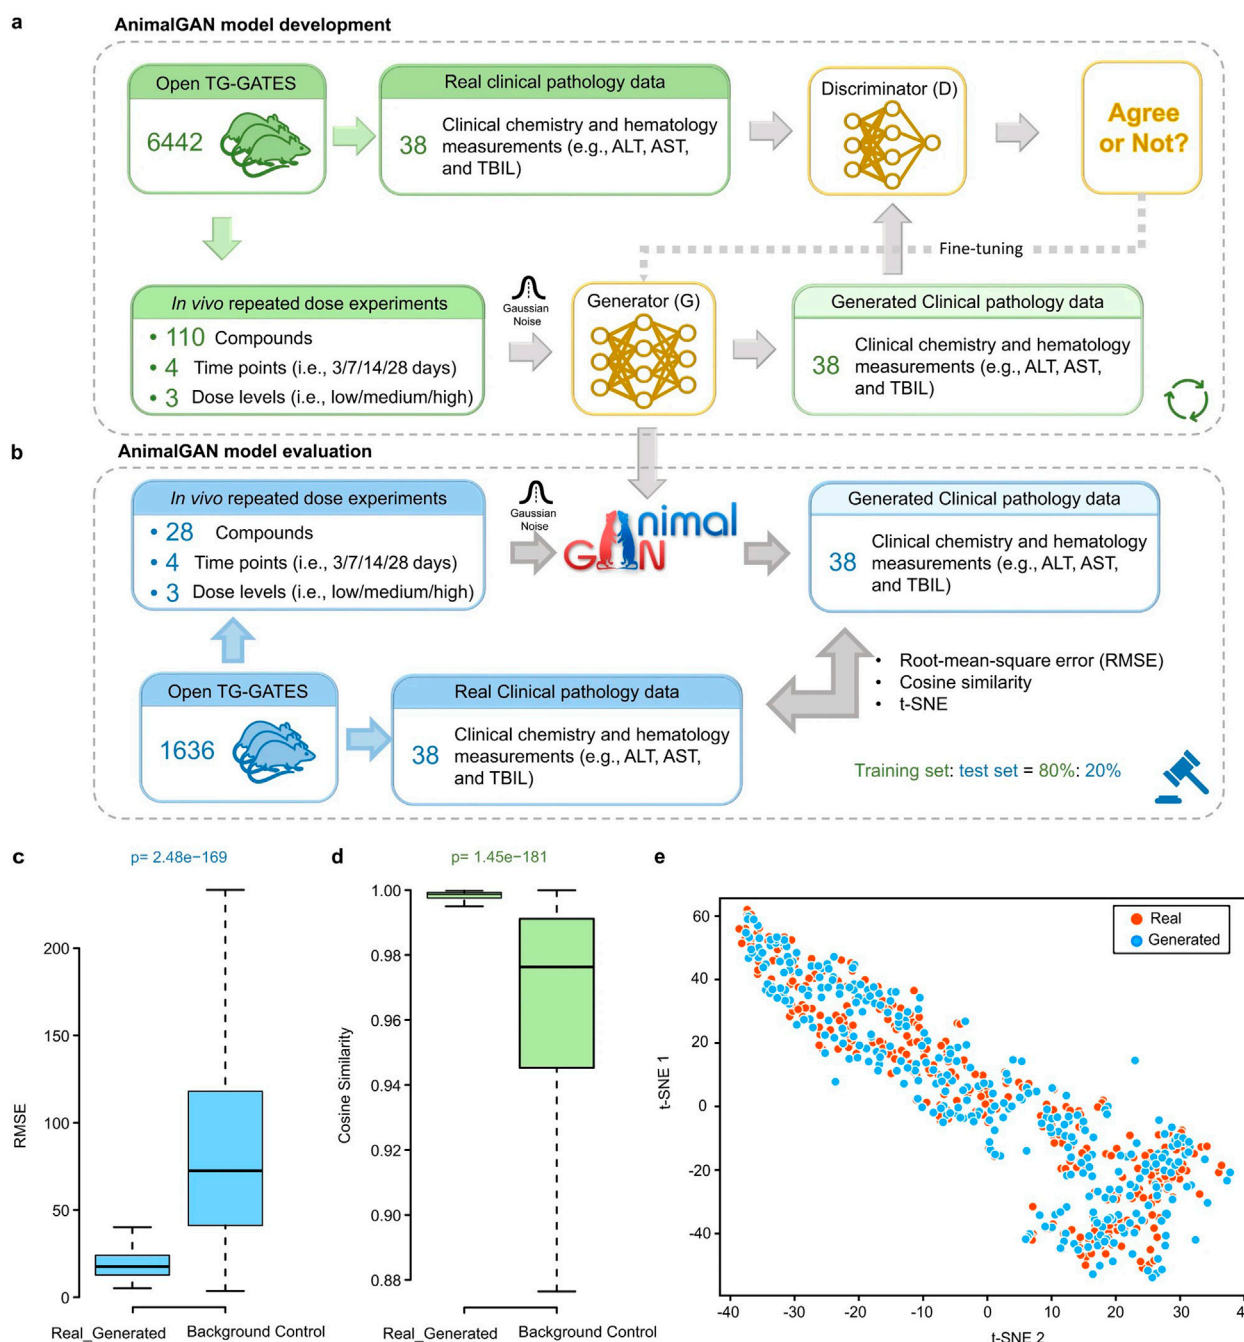 a
AnimalGAN model development
Open TG-GATES
6442
Real clinical pathology data
38
Clinical chemistry and hematology
measurements (e.g., ALT, AST,
and TBIL)
Discriminator (D)
Agree
or Not?
Fine-tuning
In vivo repeated dose experiments
• 110 Compounds
• 4 Time points (i.e., 3/7/14/28 days)
• 3 Dose levels (i.e., low/medium/high)
Gaussian
Noise
Generator (G)
Generated Clinical pathology data
38
Clinical chemistry and hematology
measurements (e.g., ALT, AST,
and TBIL)
b
AnimalGAN model evaluation
In vivo repeated dose experiments
• 28 Compounds
• 4 Time points (i.e., 3/7/14/28 days)
• 3 Dose levels (i.e., low/medium/high)
Gaussian
Noise
Animal
GAN
Generated Clinical pathology data
38
Clinical chemistry and hematology
measurements (e.g., ALT, AST,
and TBIL)
Open TG-GATES
1636
Real Clinical pathology data
38
Clinical chemistry and hematology
measurements (e.g., ALT, AST,
and TBIL)
• Root-mean-square error (RMSE)
• Cosine similarity
• t-SNE
Training set: test set = 80%: 20%
c
p= 2.48e−169
RMSE
200
150
100
50
0
Real_Generated
Background Control
d
p= 1.45e−181
Cosine Similarity
1.00
0.98
0.96
0.94
0.92
0.90
0.88
Real_Generated
Background Control
e
Real
Generated
t-SNE 1
60
40
20
0
-20
-40
-40
-30
-20
-10
0
10
20
30
4
t-SNE 2